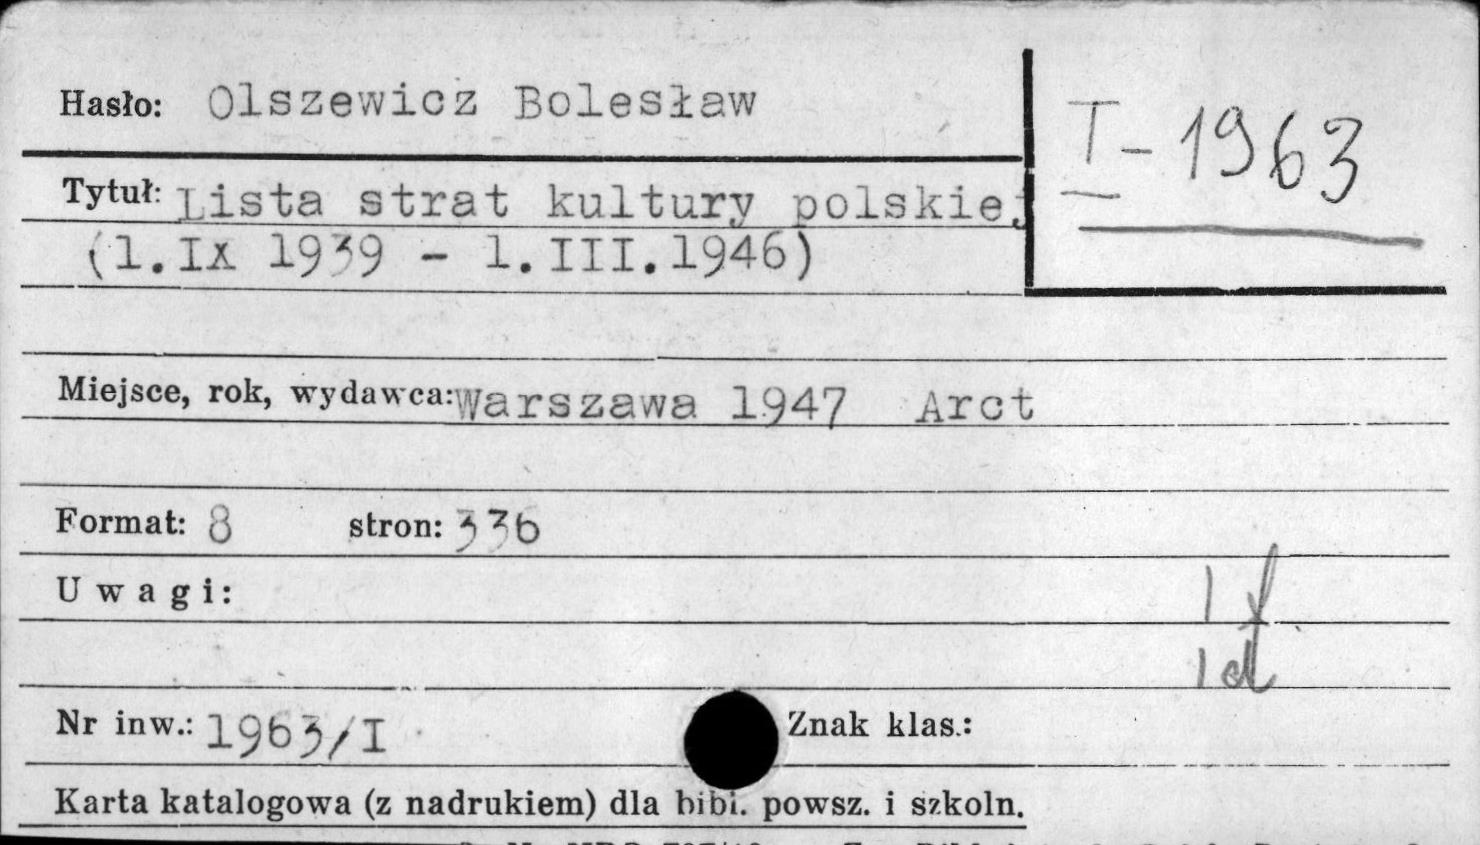 Hasło: Olszewicz Bolesław
I-1963
Tytuł: Lista strat kultury polskiej
(1.IX 1939 - 1.III.1946)
Miejsce, rok, wydawca: Warszawa 1947 Arct
Format: 8 stron: 336
Uwagi:
Nr inw.: 1963/I Znak klas.:
Karta katalogowa (z nadrukiem) dla bibl. powsz. i szkoln.